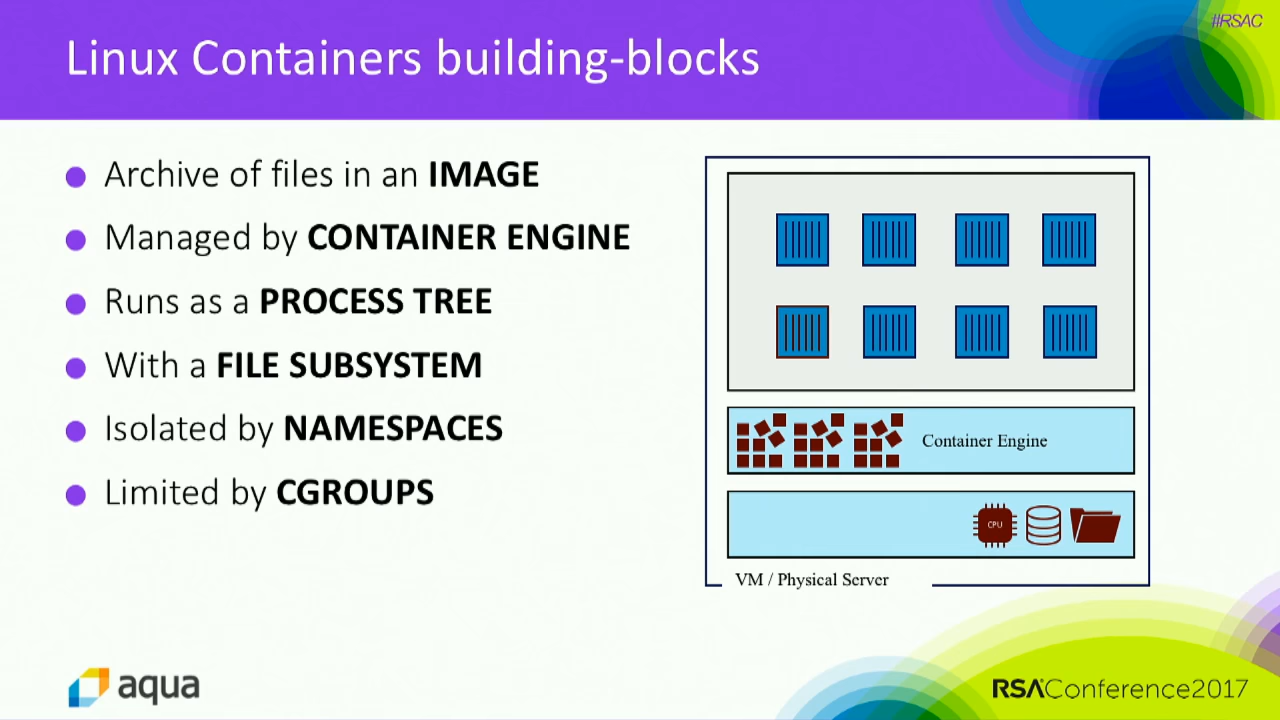 #RSAC
Linux Containers building-blocks
Archive of files in an IMAGE
Managed by CONTAINER ENGINE
Runs as a PROCESS TREE
With a FILE SUBSYSTEM
Isolated by NAMESPACES
Limited by CGROUPS
Container Engine
CPU
VM / Physical Server
aqua
RSAConference2017